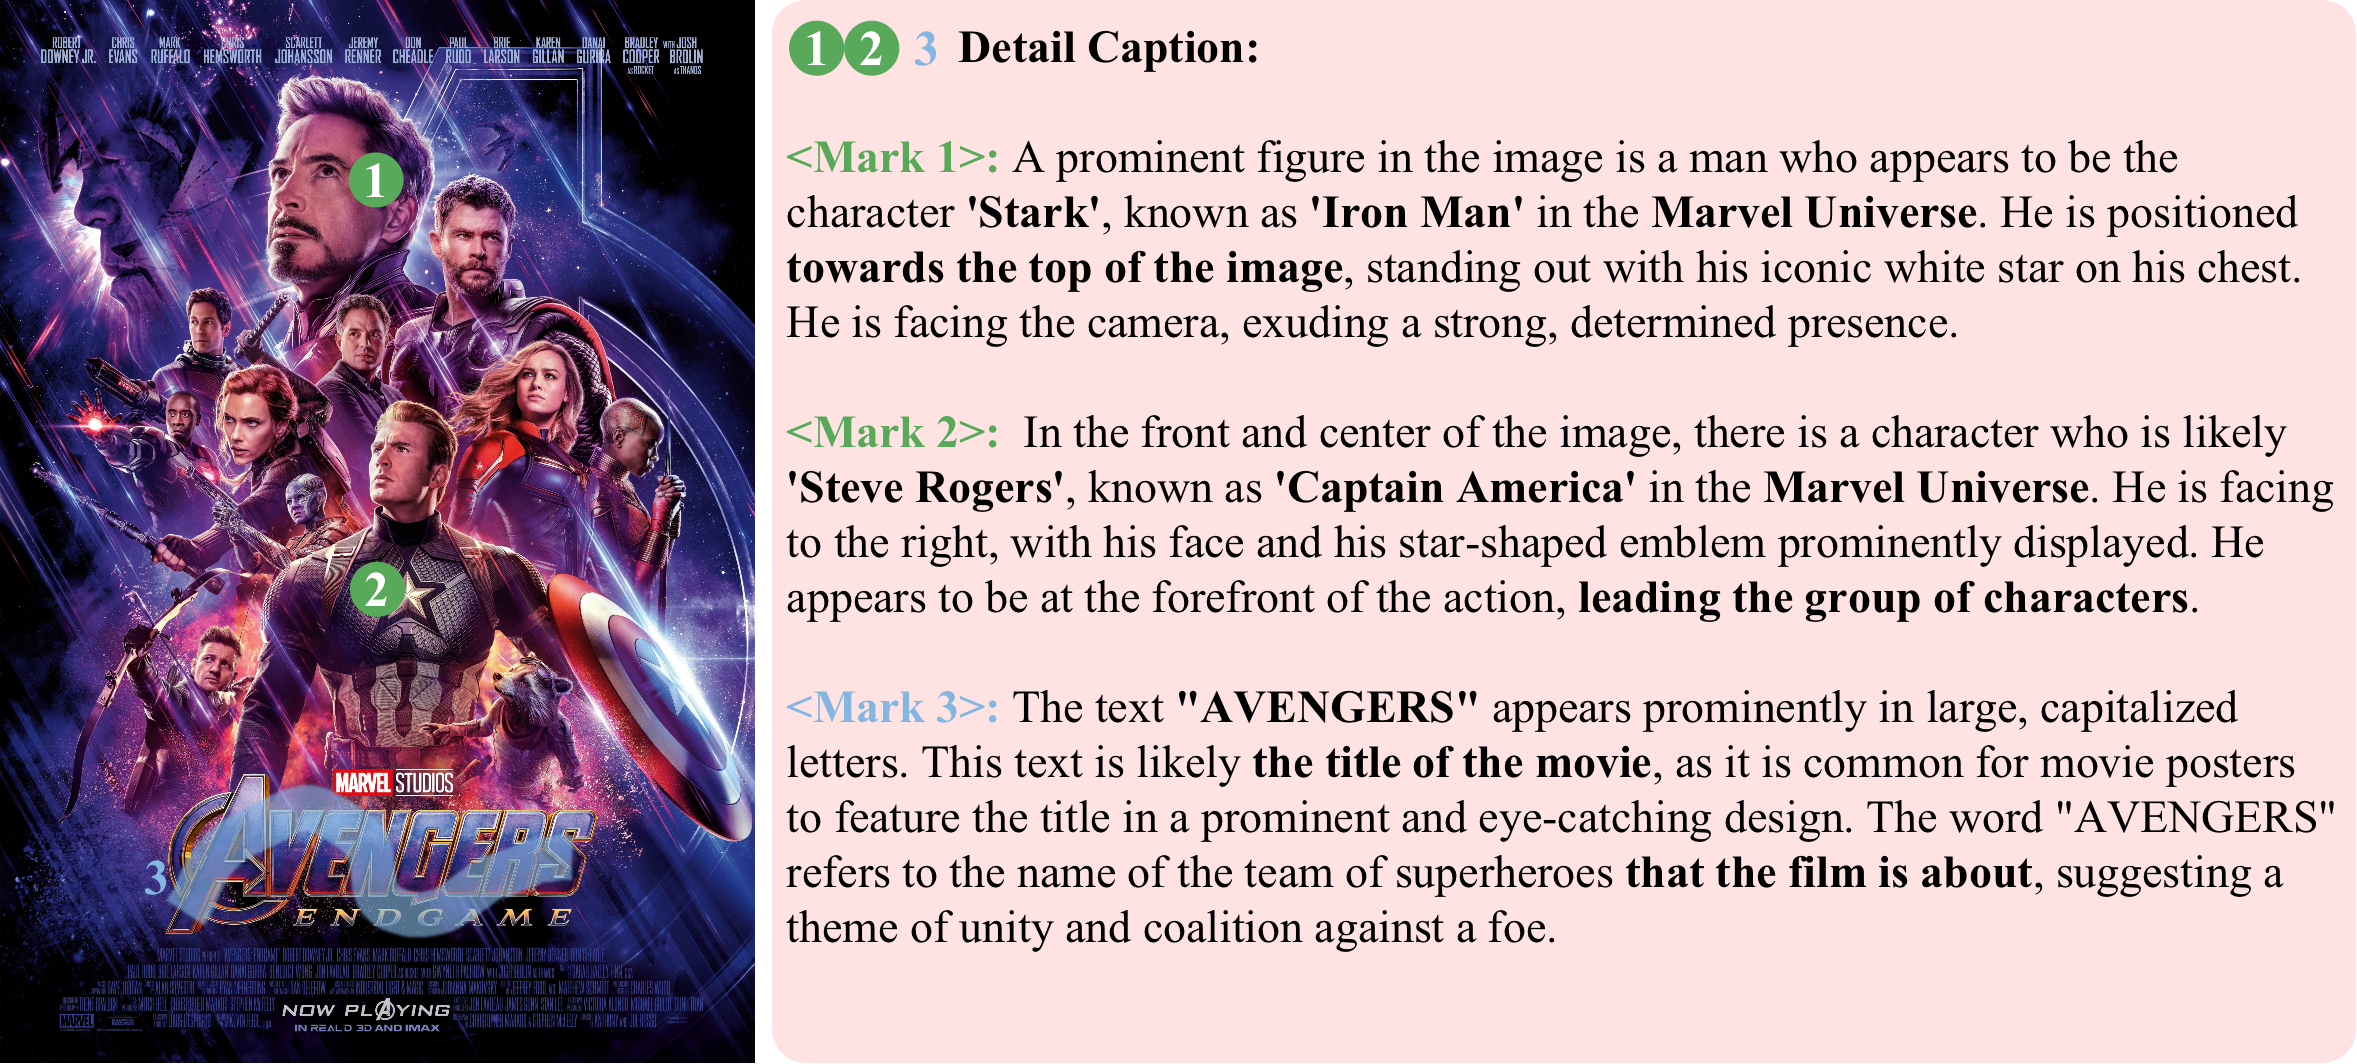 ROBERT DOWNEY JR. CHRIS EVANS MARK RUFFALO CHRIS HEMSWORTH SCARLETT JOHANSSON JEREMY RENNER DON CHEADLE PAUL RUDD BRIE LARSON KAREN GILLAN DANAI GURIRA BRADLEY COOPER AS ROCKET WITH JOSH BROLIN AS THANOS
1
2
MARVEL STUDIOS
AVENGERS
3
ENDGAME
MARVEL
NOW PLAYING
IN REAL D 3D AND IMAX
1 2 3 Detail Caption:
<Mark 1>: A prominent figure in the image is a man who appears to be the
character 'Stark', known as 'Iron Man' in the Marvel Universe. He is positioned
towards the top of the image, standing out with his iconic white star on his chest.
He is facing the camera, exuding a strong, determined presence.
<Mark 2>: In the front and center of the image, there is a character who is likely
'Steve Rogers', known as 'Captain America' in the Marvel Universe. He is facing
to the right, with his face and his star-shaped emblem prominently displayed. He
appears to be at the forefront of the action, leading the group of characters.
<Mark 3>: The text "AVENGERS" appears prominently in large, capitalized
letters. This text is likely the title of the movie, as it is common for movie posters
to feature the title in a prominent and eye-catching design. The word "AVENGERS"
refers to the name of the team of superheroes that the film is about, suggesting a
theme of unity and coalition against a foe.